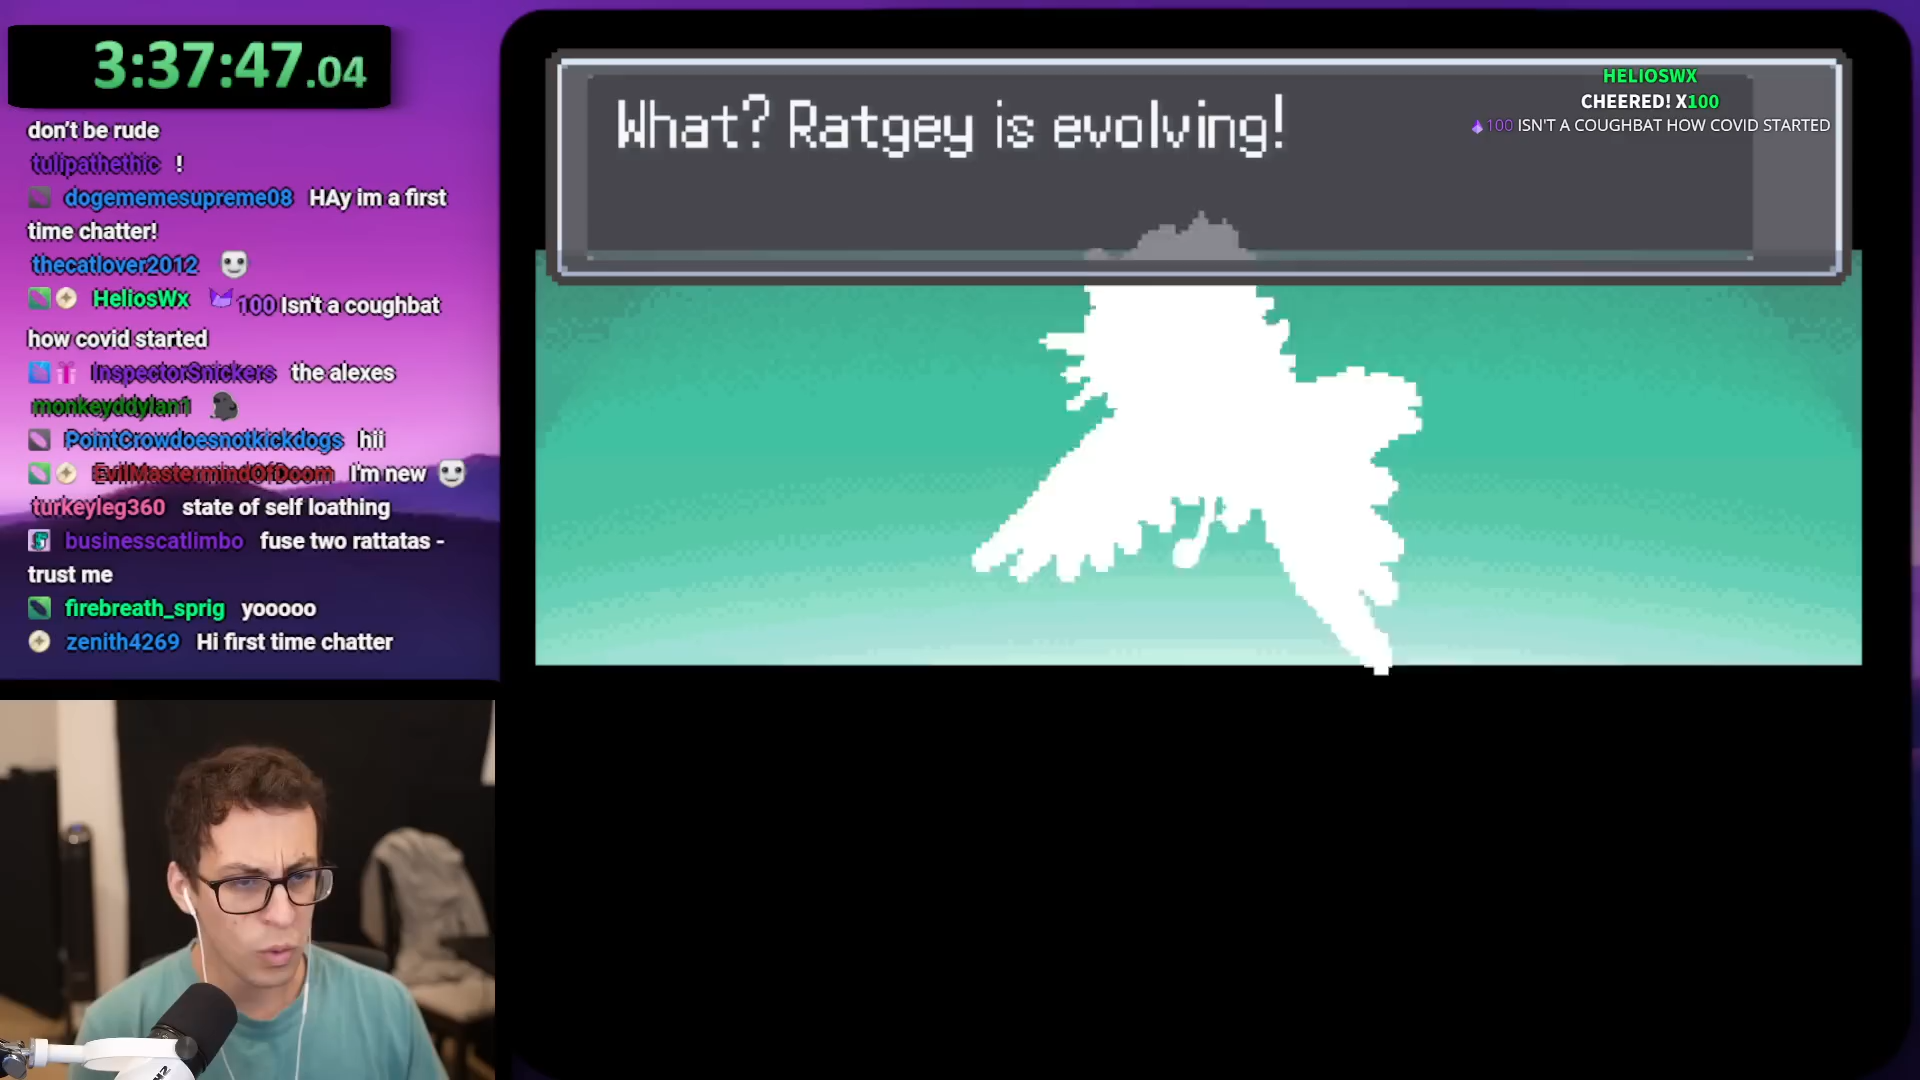 3:37:47.04
don't be rude
tulipathethic !
dogememesupreme08 HAy im a first
time chatter!
thecatlover2012
HeliosWx 100 Isn't a coughbat
how covid started
InspectorSnickers the alexes
monkeyddylan1
PointCrowdoesnotkickdogs hii
EvilMastermindOfDoom I'm new
turkeyleg360 state of self loathing
businesscatlimbo fuse two rattatas -
trust me
firebreath_sprig yooooo
zenith4269 Hi first time chatter
What? Ratgey is evolving!
HELIOSWX
CHEERED! X100
100 ISN'T A COUGHBAT HOW COVID STARTED